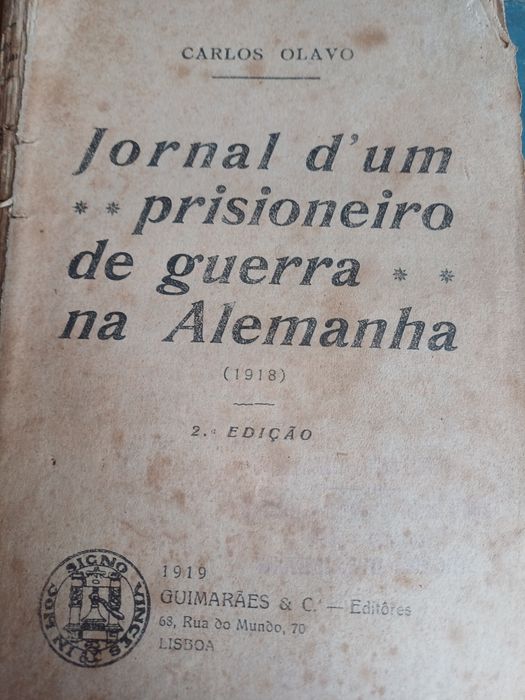 CARLOS OLAVO
Jornal d'um
** prisioneiro
de guerra **
na Alemanha
(1918)
2.ª EDIÇÃO
IN HOC SIGNO VINCES
1919
GUIMARÃES & C.ª — Editôres
68, Rua do Mundo, 70
LISBOA